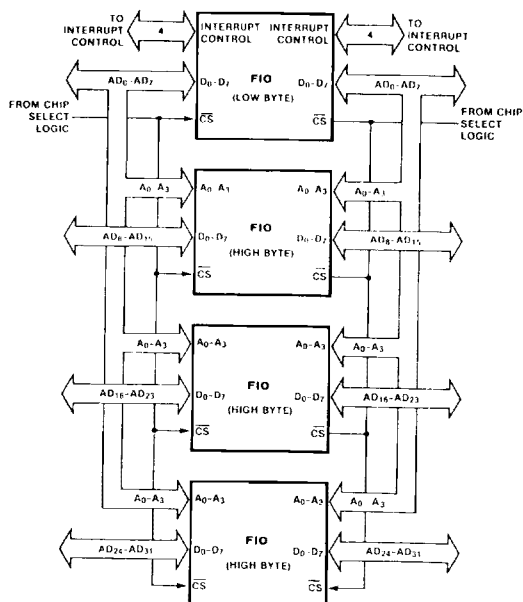 TO
INTERRUPT
CONTROL
4
INTERRUPT
CONTROL
INTERRUPT
CONTROL
4
TO
INTERRUPT
CONTROL
AD0-AD7
D0-D7
FIO
(LOW BYTE)
D0-D7
AD0-AD7
FROM CHIP
SELECT
LOGIC
CS
CS
FROM CHIP
SELECT
LOGIC
A0-A3
A0-A3
FIO
(HIGH BYTE)
A0-A3
A0-A3
AD8-AD15
D0-D7
D0-D7
AD8-AD15
CS
CS
A0-A3
A0-A3
FIO
(HIGH BYTE)
A0-A3
A0-A3
AD16-AD23
D0-D7
D0-D7
AD16-AD23
CS
CS
A0-A3
A0-A3
FIO
(HIGH BYTE)
A0-A3
A0-A3
AD24-AD31
D0-D7
D0-D7
AD24-AD31
CS
CS